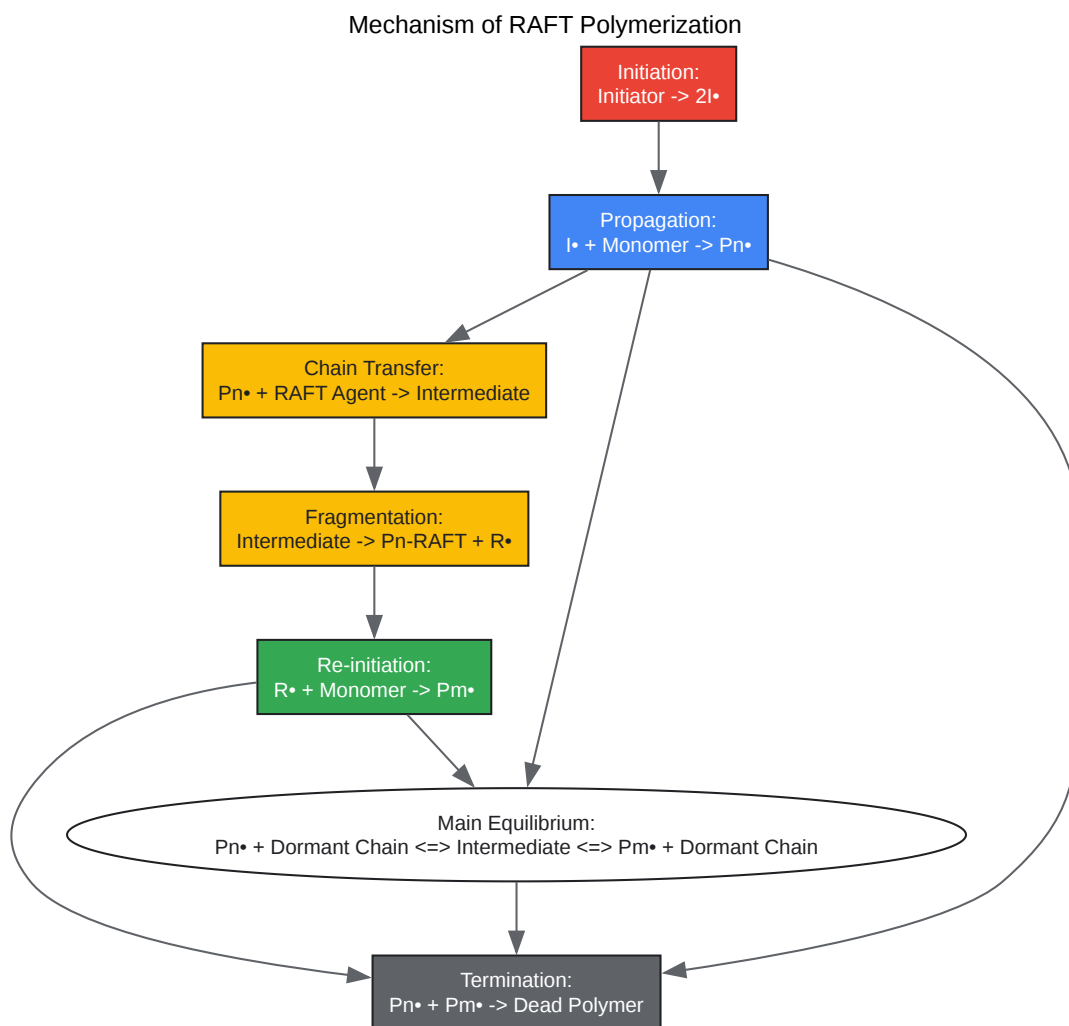 Mechanism of RAFT Polymerization
Initiation:
Initiator -> 2I•
Propagation:
I• + Monomer -> Pn•
Chain Transfer:
Pn• + RAFT Agent -> Intermediate
Fragmentation:
Intermediate -> Pn-RAFT + R•
Re-initiation:
R• + Monomer -> Pm•
Main Equilibrium:
Pn• + Dormant Chain <=> Intermediate <=> Pm• + Dormant Chain
Termination:
Pn• + Pm• -> Dead Polymer